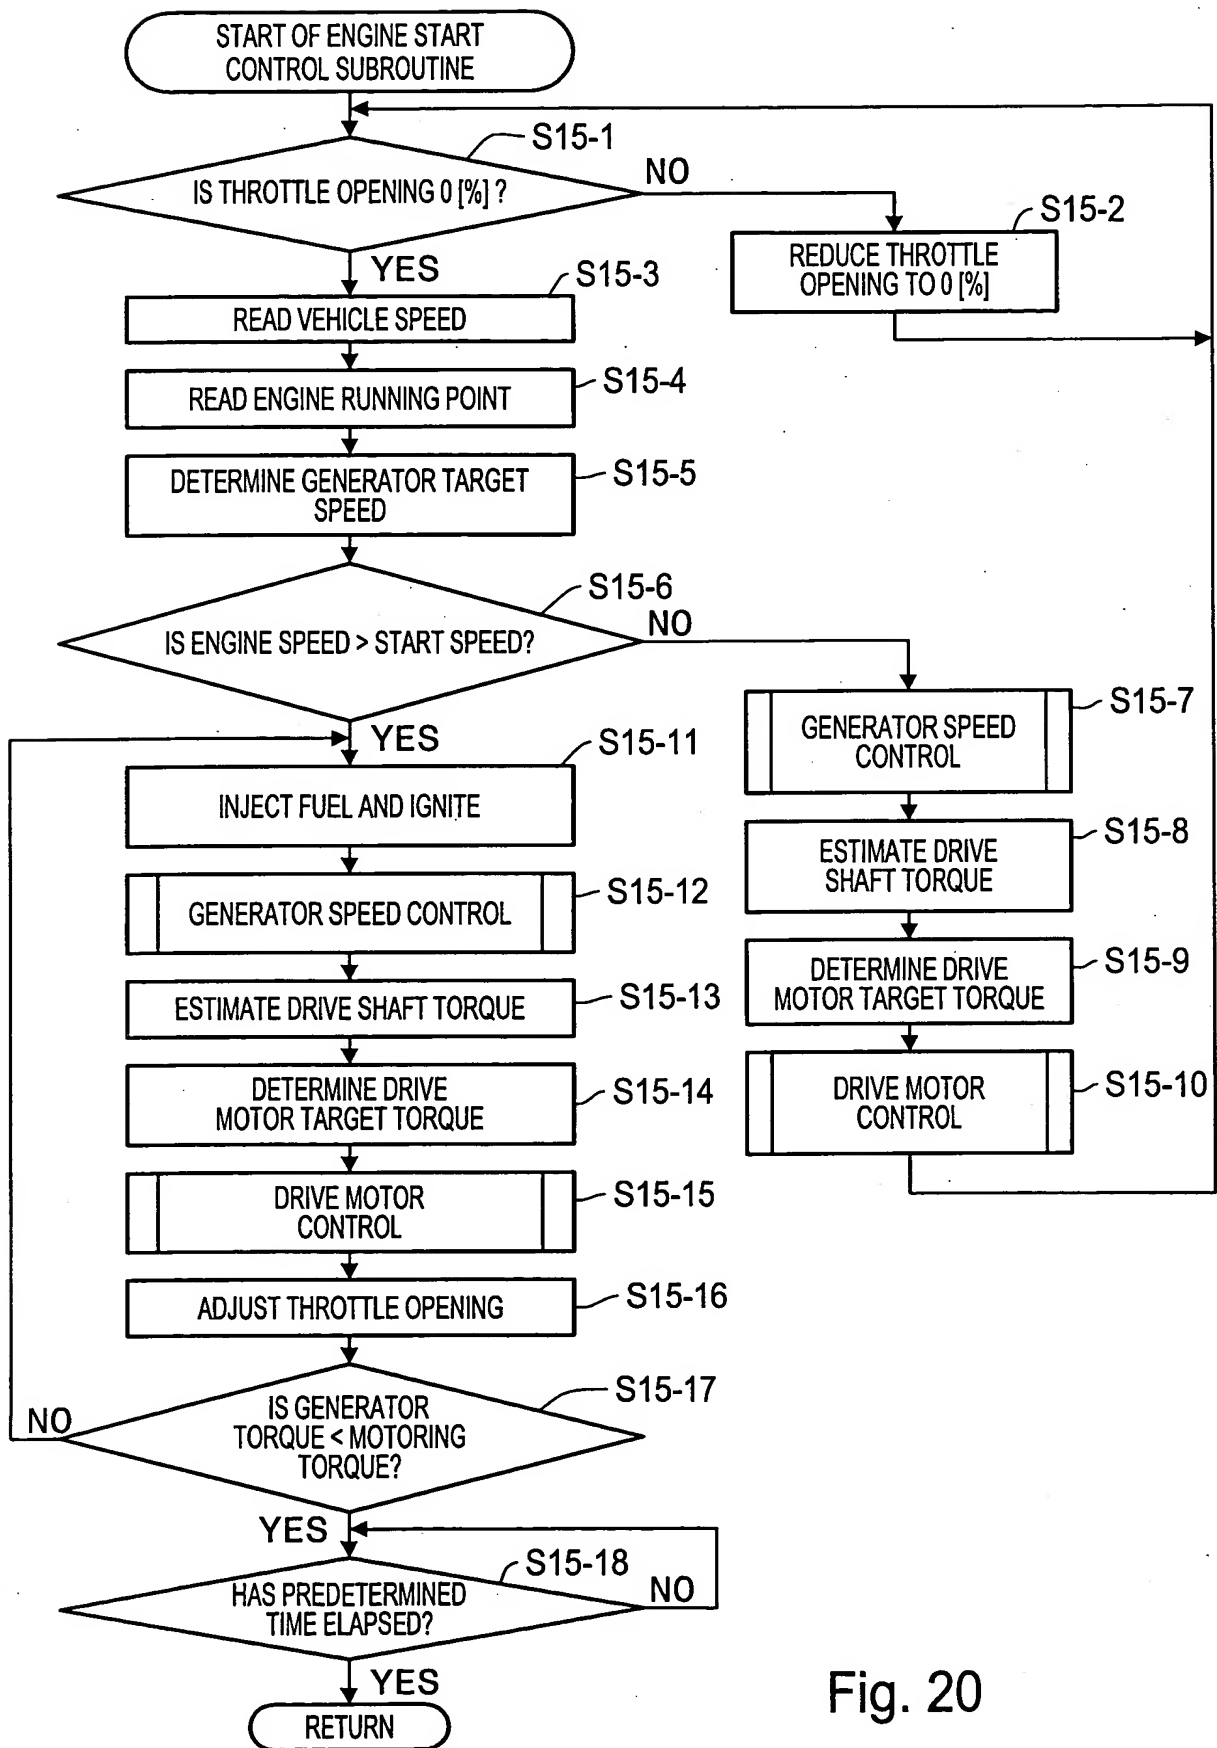 START OF ENGINE START
CONTROL SUBROUTINE
S15-1
IS THROTTLE OPENING 0 [%] ?
NO
S15-2
REDUCE THROTTLE
OPENING TO 0 [%]
YES
S15-3
READ VEHICLE SPEED
S15-4
READ ENGINE RUNNING POINT
S15-5
DETERMINE GENERATOR TARGET
SPEED
S15-6
IS ENGINE SPEED > START SPEED?
NO
S15-7
GENERATOR SPEED
CONTROL
S15-8
ESTIMATE DRIVE
SHAFT TORQUE
S15-9
DETERMINE DRIVE
MOTOR TARGET TORQUE
S15-10
DRIVE MOTOR
CONTROL
YES
S15-11
INJECT FUEL AND IGNITE
S15-12
GENERATOR SPEED CONTROL
S15-13
ESTIMATE DRIVE SHAFT TORQUE
S15-14
DETERMINE DRIVE
MOTOR TARGET TORQUE
S15-15
DRIVE MOTOR
CONTROL
S15-16
ADJUST THROTTLE OPENING
S15-17
IS GENERATOR
TORQUE < MOTORING
TORQUE?
NO
YES
S15-18
HAS PREDETERMINED
TIME ELAPSED?
NO
YES
RETURN
Fig. 20